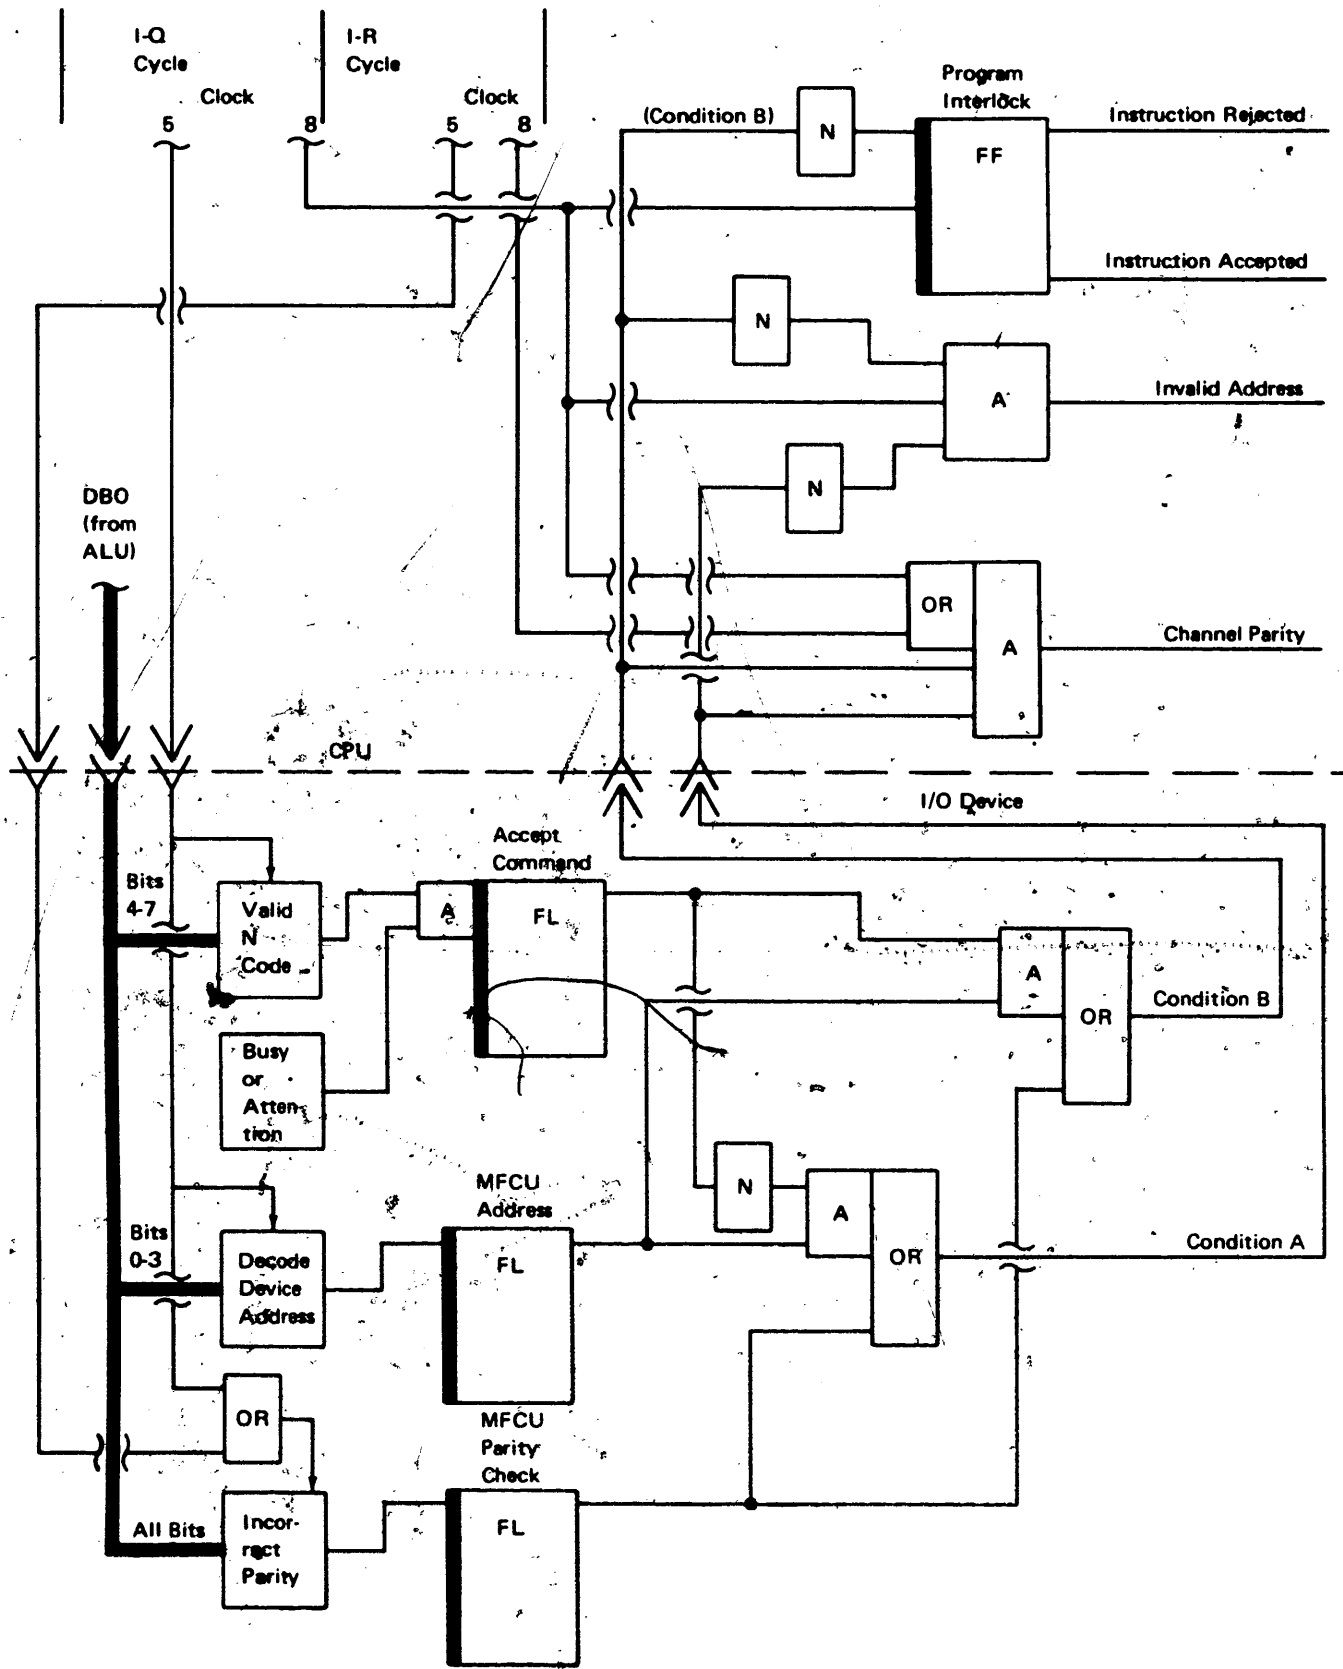 I-Q
Cycle
I-R
Cycle
Clock
Clock
5
8
5
8
Program
Interlock
(Condition B)
N
FF
Instruction Rejected
Instruction Accepted
N
A
Invalid Address
N
DBO
(from
ALU)
OR
A
Channel Parity
CPU
I/O Device
Accept
Command
Bits
4-7
Valid
N
Code
A
FL
A
OR
Condition B
Busy
or
Atten-
tion
MFCU
Address
N
A
OR
Condition A
Bits
0-3
Decode
Device
Address
FL
OR
MFCU
Parity
Check
All Bits
Incor-
rect
Parity
FL